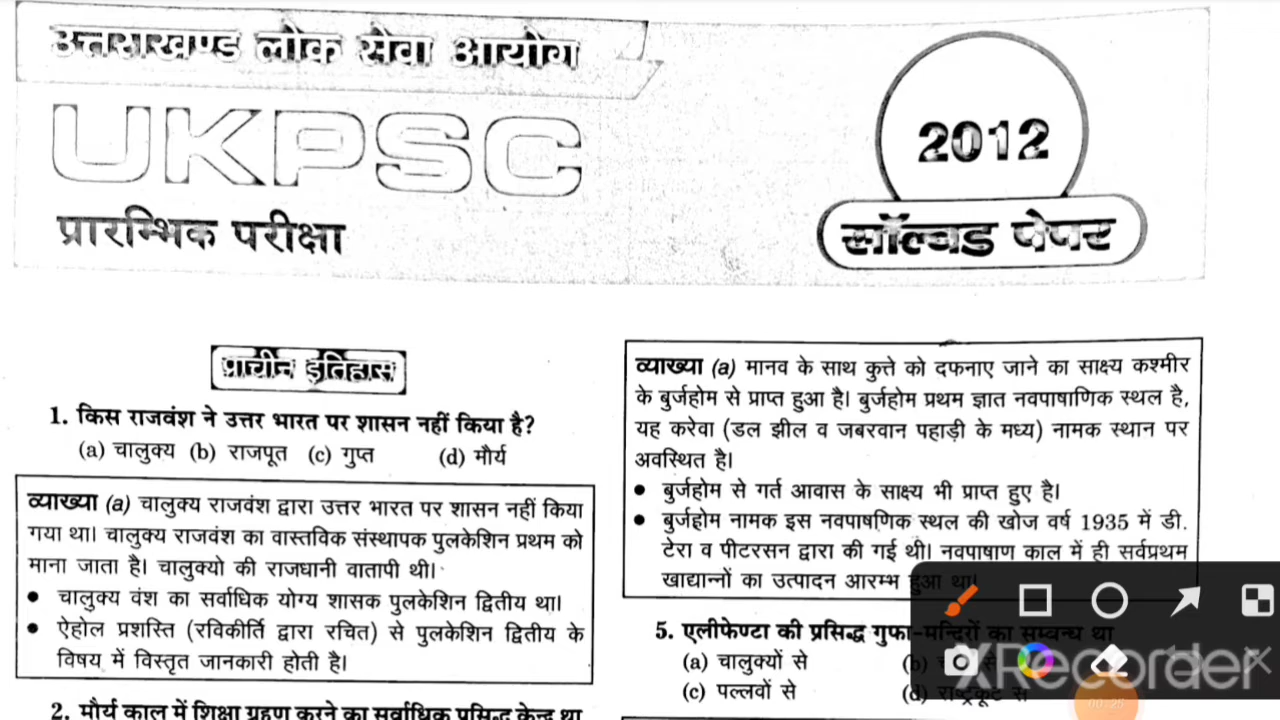 उत्तराखण्ड लोक सेवा आयोग
UKPSC
प्रारम्भिक परीक्षा
2012
सॉल्वड पेपर
प्राचीन इतिहास
1. किस राजवंश ने उत्तर भारत पर शासन नहीं किया है?
(a) चालुक्य (b) राजपूत (c) गुप्त (d) मौर्य
व्याख्या (a) चालुक्य राजवंश द्वारा उत्तर भारत पर शासन नहीं किया
गया था। चालुक्य राजवंश का वास्तविक संस्थापक पुलकेशिन प्रथम को
माना जाता है। चालुक्यो की राजधानी वातापी थी।
• चालुक्य वंश का सर्वाधिक योग्य शासक पुलकेशिन द्वितीय था।
• ऐहोल प्रशस्ति (रविकीर्ति द्वारा रचित) से पुलकेशिन द्वितीय के
विषय में विस्तृत जानकारी होती है।
2. मौर्य काल में शिक्षा ग्रहण करने का सर्वाधिक प्रसिद्ध केन्द्र था
व्याख्या (a) मानव के साथ कुत्ते को दफनाए जाने का साक्ष्य कश्मीर
के बुर्जहोम से प्राप्त हुआ है। बुर्जहोम प्रथम ज्ञात नवपाषाणिक स्थल है,
यह करेवा (डल झील व जबरवान पहाड़ी के मध्य) नामक स्थान पर
अवस्थित है।
• बुर्जहोम से गर्त आवास के साक्ष्य भी प्राप्त हुए है।
• बुर्जहोम नामक इस नवपाषणिक स्थल की खोज वर्ष 1935 में डी.
टेरा व पीटरसन द्वारा की गई थी। नवपाषाण काल में ही सर्वप्रथम
खाद्यान्नों का उत्पादन आरम्भ हुआ था।
5. एलीफेण्टा की प्रसिद्ध गुफा-मन्दिरों का सम्बन्ध था
(a) चालुक्यों से (b)
(c) पल्लवों से (d) राष्ट्रकूट से
XRecorder
00:25